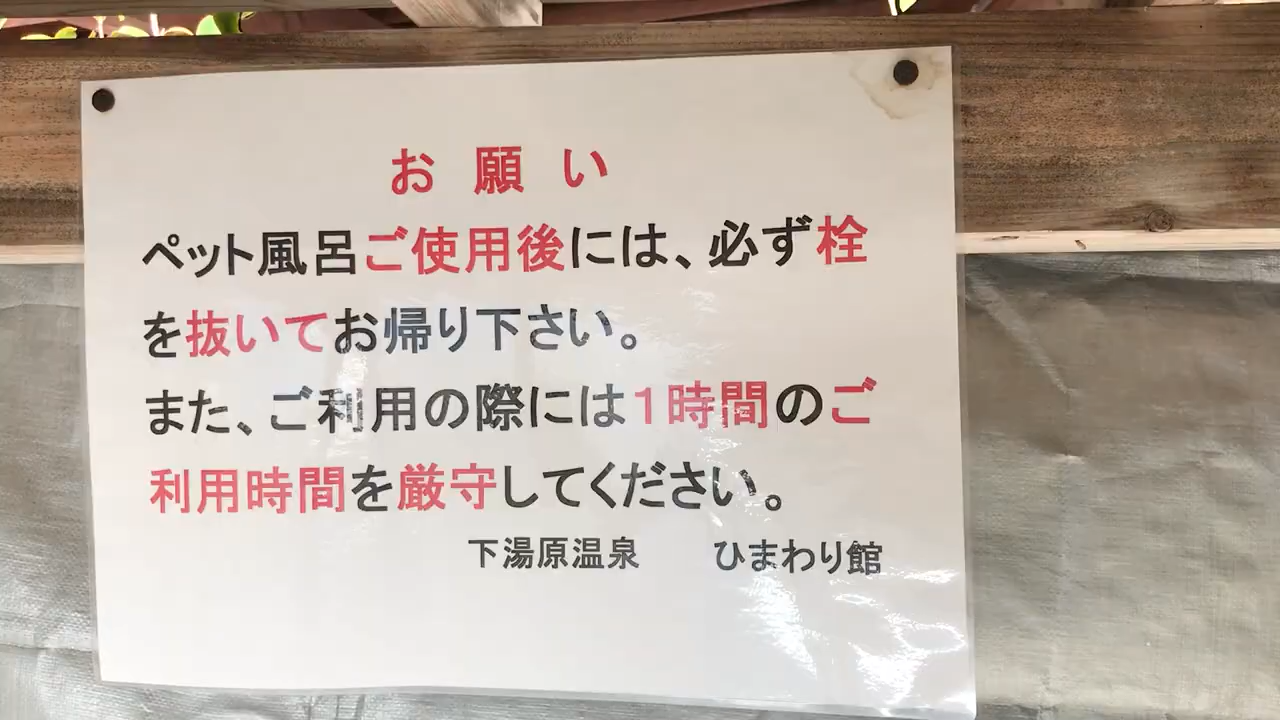 お願い
ペット風呂ご使用後には、必ず栓
を抜いてお帰り下さい。
また、ご利用の際には1時間のご
利用時間を厳守してください。
下湯原温泉 ひまわり館